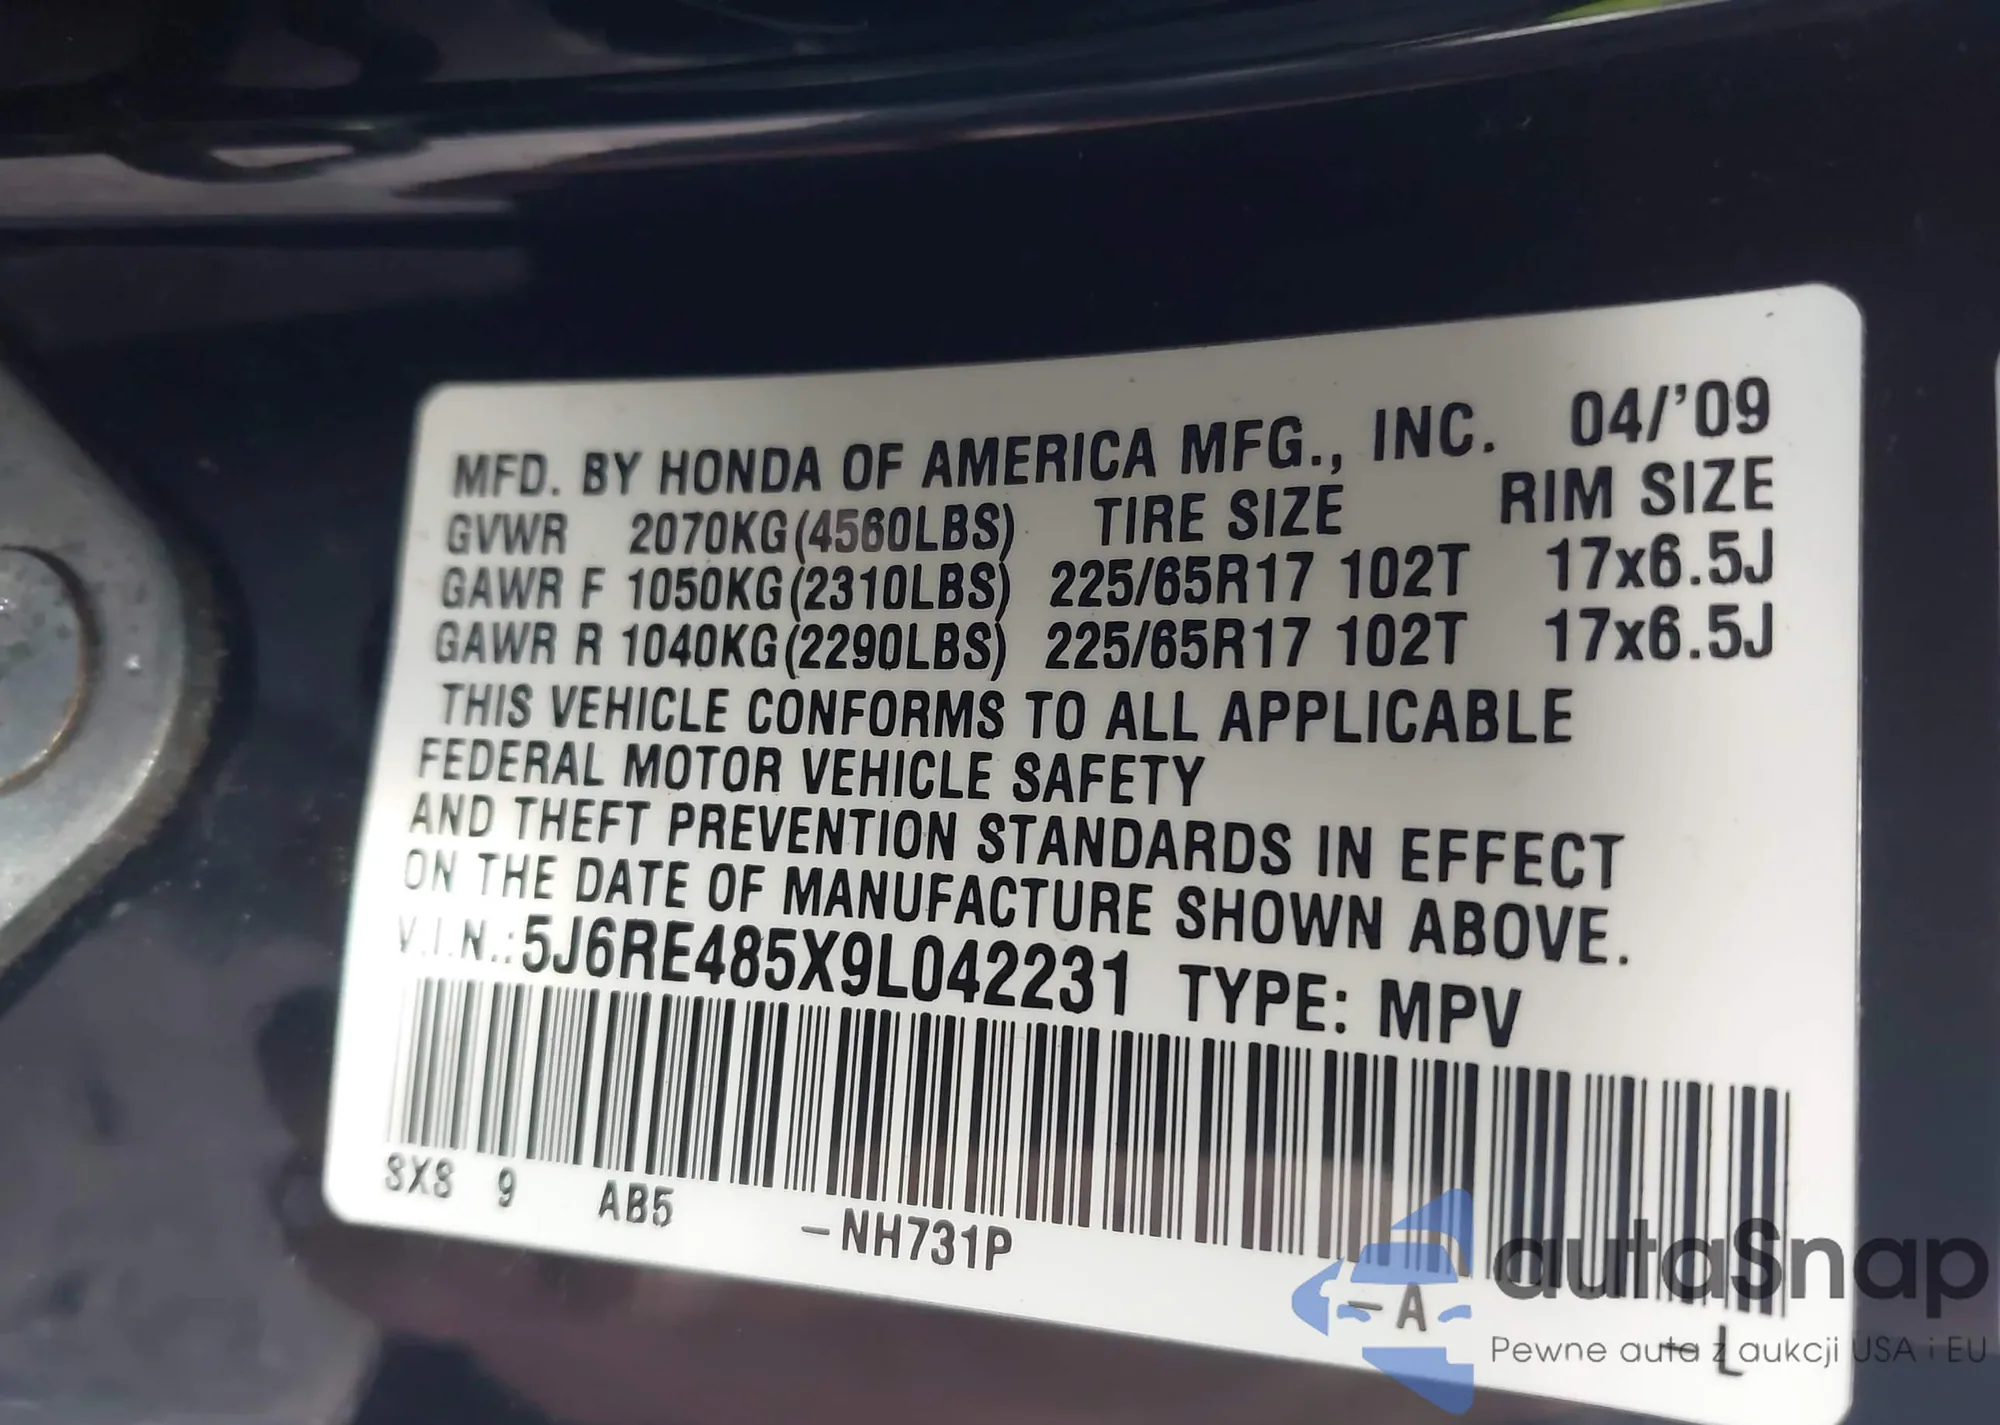 MFD. BY HONDA OF AMERICA MFG., INC. 04/'09
GVWR 2070KG(4560LBS) TIRE SIZE RIM SIZE
GAWR F 1050KG(2310LBS) 225/65R17 102T 17x6.5J
GAWR R 1040KG(2290LBS) 225/65R17 102T 17x6.5J
THIS VEHICLE CONFORMS TO ALL APPLICABLE
FEDERAL MOTOR VEHICLE SAFETY
AND THEFT PREVENTION STANDARDS IN EFFECT
ON THE DATE OF MANUFACTURE SHOWN ABOVE.
V.I.N.:5J6RE485X9L042231 TYPE: MPV
SXS 9 AB5 –NH731P –A L
autaSnap
Pewne auta z aukcji USA i EU